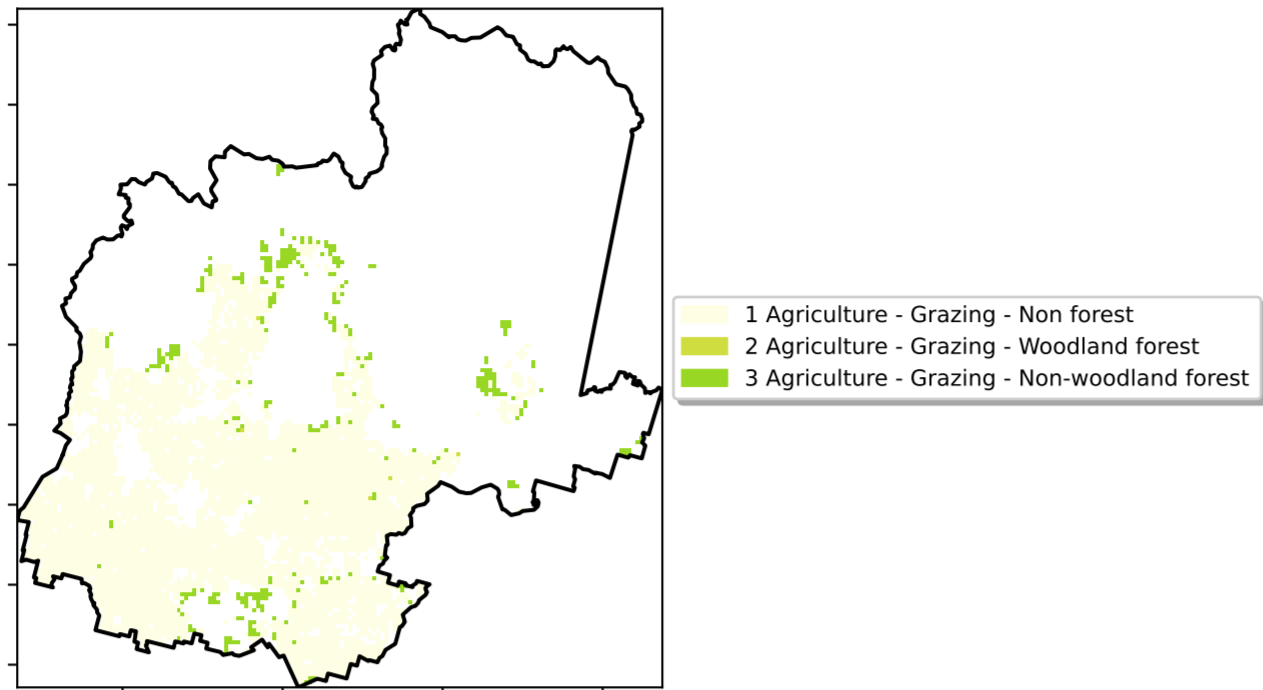 1 Agriculture - Grazing - Non forest
2 Agriculture - Grazing - Woodland forest
3 Agriculture - Grazing - Non-woodland forest